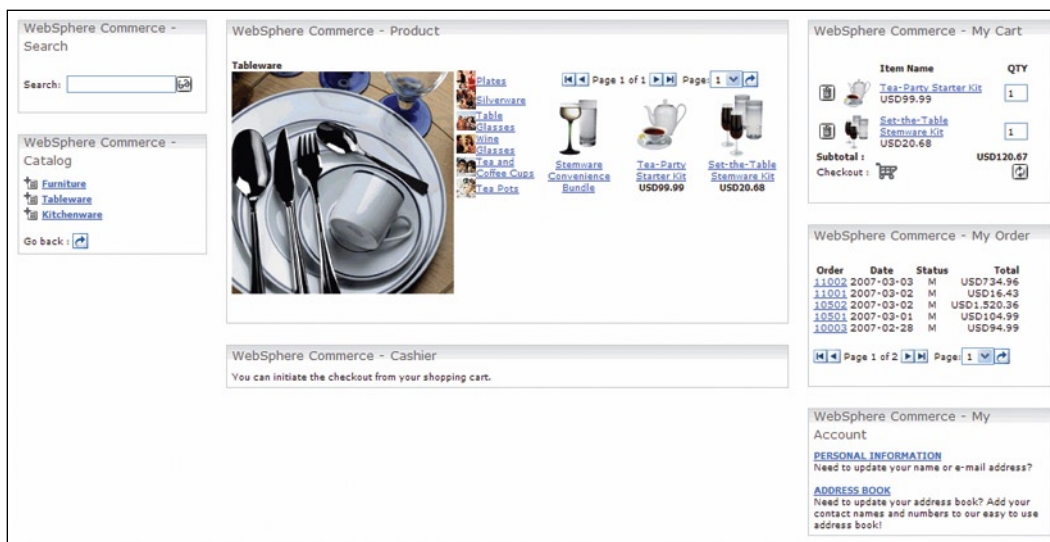 WebSphere Commerce -
Search
Search:
WebSphere Commerce -
Catalog
Furniture
Tableware
Kitchenware
Go back :
WebSphere Commerce - Product
Tableware
Plates
Silverware
Table
Glasses
Wine
Glasses
Tea and
Coffee Cups
Tea Pots
Page 1 of 1 Page: 1
Stemware
Convenience
Bundle
Tea-Party
Starter Kit
USD99.99
Set-the-Table
Stemware Kit
USD20.68
WebSphere Commerce - Cashier
You can initiate the checkout from your shopping cart.
WebSphere Commerce - My Cart
Item Name QTY
Tea-Party Starter Kit 1
USD99.99
Set-the-Table
Stemware Kit 1
USD20.68
Subtotal : USD120.67
Checkout :
WebSphere Commerce - My Order
Order Date Status Total
11002 2007-03-03 M USD734.96
11001 2007-03-02 M USD16.43
10502 2007-03-02 M USD1,520.36
10501 2007-03-01 M USD104.99
10003 2007-02-28 M USD94.99
Page 1 of 2 Page: 1
WebSphere Commerce - My
Account
PERSONAL INFORMATION
Need to update your name or e-mail address?
ADDRESS BOOK
Need to update your address book? Add your
contact names and numbers to our easy to use
address book!